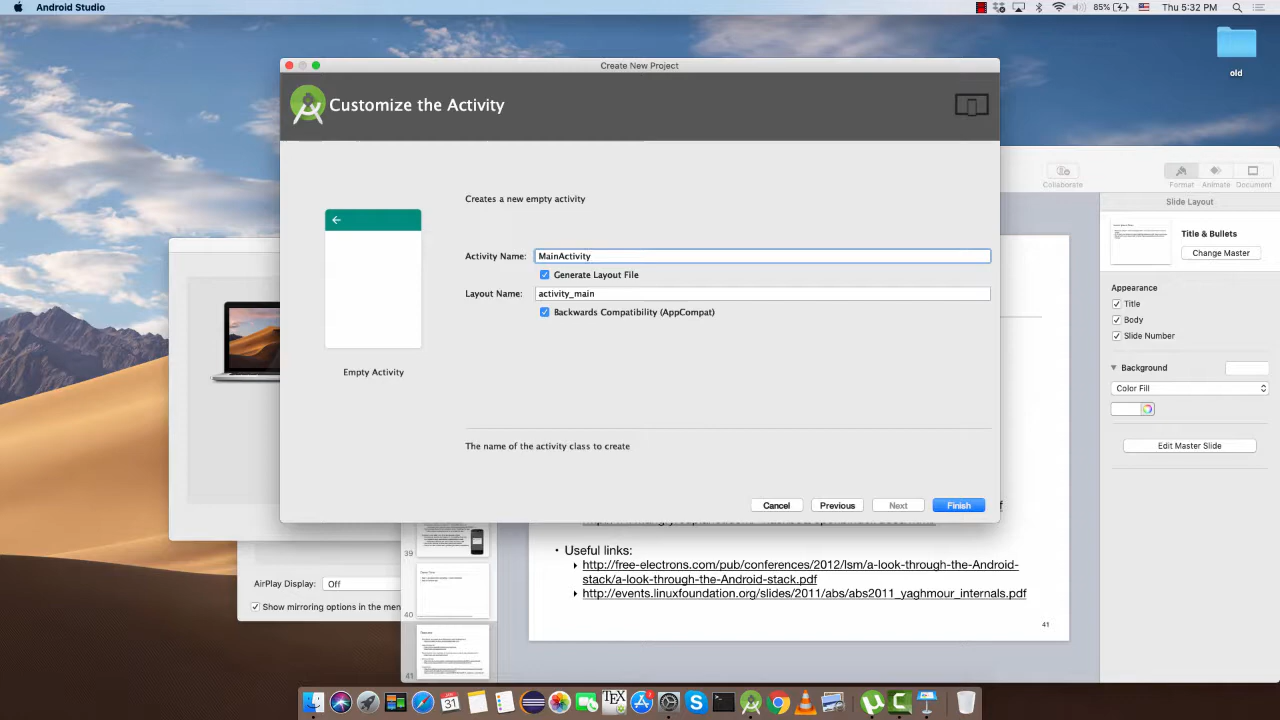 Android Studio
85%
Thu 5:32 PM
old
Create New Project
Customize the Activity
Creates a new empty activity
Activity Name:
MainActivity
Generate Layout File
Layout Name:
activity_main
Backwards Compatibility (AppCompat)
Empty Activity
The name of the activity class to create
Cancel
Previous
Next
Finish
Collaborate
Format
Animate
Document
Slide Layout
Title & Bullets
Change Master
Appearance
Title
Body
Slide Number
Background
Color Fill
Edit Master Slide
AirPlay Display:
Off
Show mirroring options in the men
39
40
41
• Useful links:
http://free-electrons.com/pub/conferences/2012/lsm/a-look-through-the-Android-
stack/a-look-through-the-Android-stack.pdf
http://events.linuxfoundation.org/slides/2011/abs/abs2011_yaghmour_internals.pdf
41
JAN
31
TEX